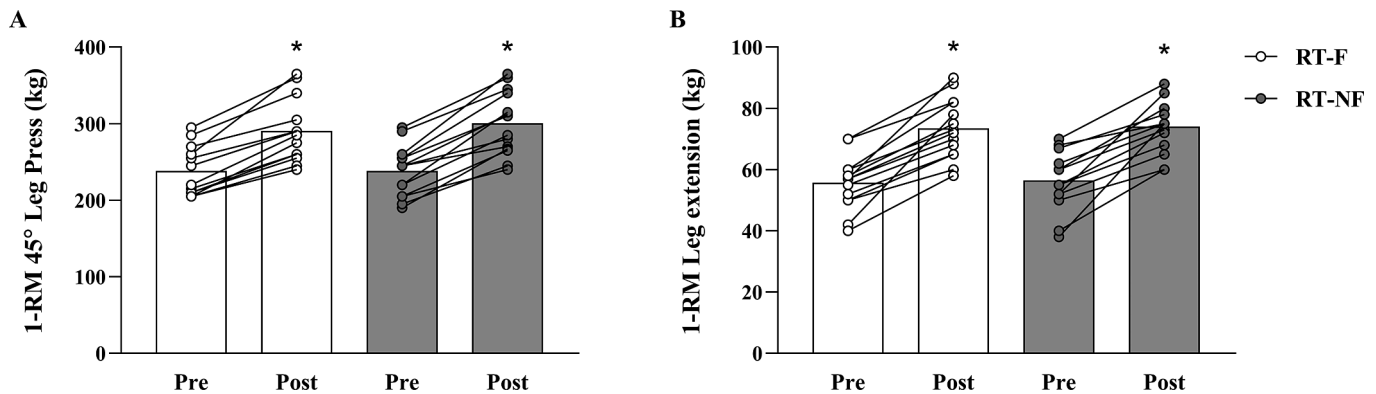 A
1-RM 45° Leg Press (kg)
400
300
200
100
0
*
*
Pre
Post
Pre
Post
B
1-RM Leg extension (kg)
100
80
60
40
20
0
*
*
Pre
Post
Pre
Post
RT-F
RT-NF